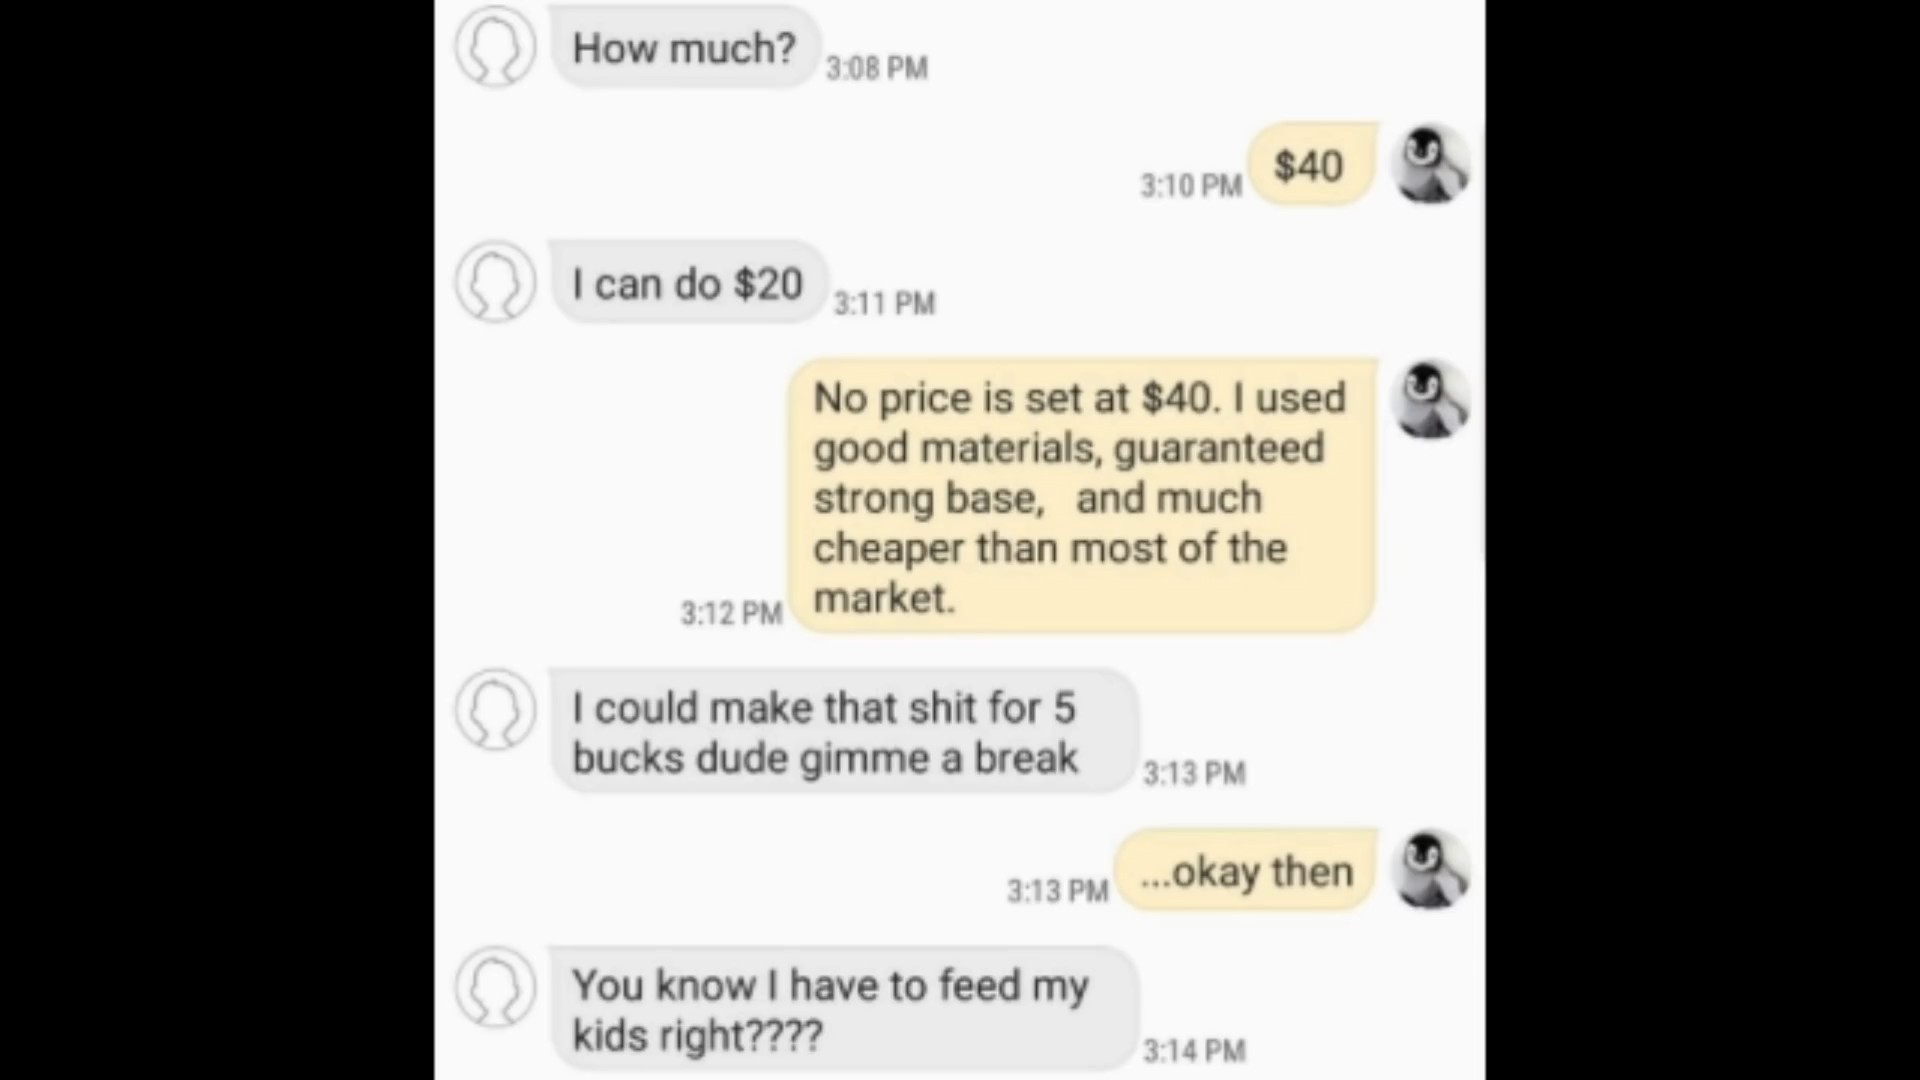 How much?
3:08 PM
$40
3:10 PM
I can do $20
3:11 PM
No price is set at $40. I used
good materials, guaranteed
strong base,   and much
cheaper than most of the
market.
3:12 PM
I could make that shit for 5
bucks dude gimme a break
3:13 PM
...okay then
3:13 PM
You know I have to feed my
kids right????
3:14 PM